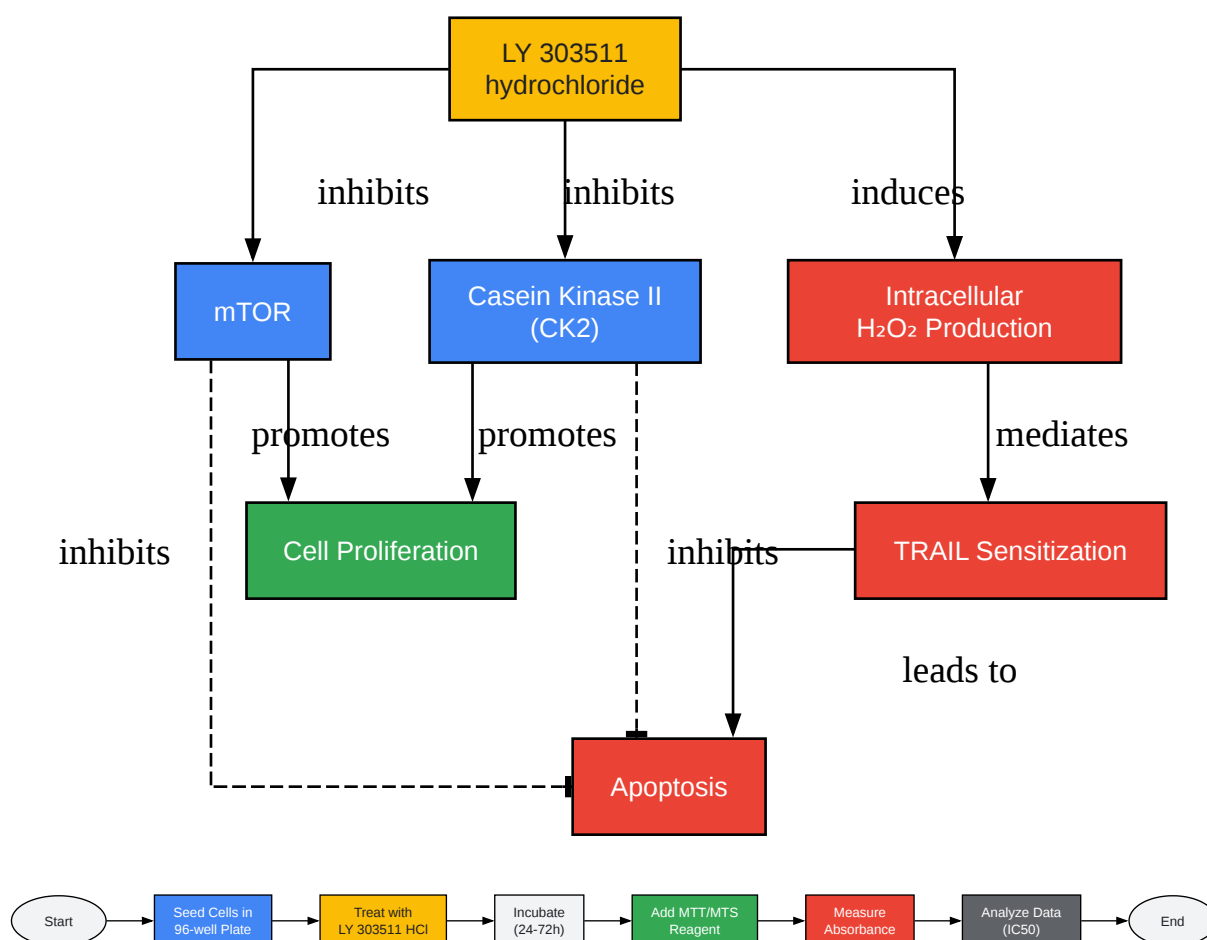 LY 303511
hydrochloride
inhibits
inhibits
induces
mTOR
Casein Kinase II
(CK2)
Intracellular
H₂O₂ Production
promotes
promotes
mediates
inhibits
Cell Proliferation
inhibits
TRAIL Sensitization
leads to
Apoptosis
Start
Seed Cells in
96-well Plate
Treat with
LY 303511 HCl
Incubate
(24-72h)
Add MTT/MTS
Reagent
Measure
Absorbance
Analyze Data
(IC50)
End